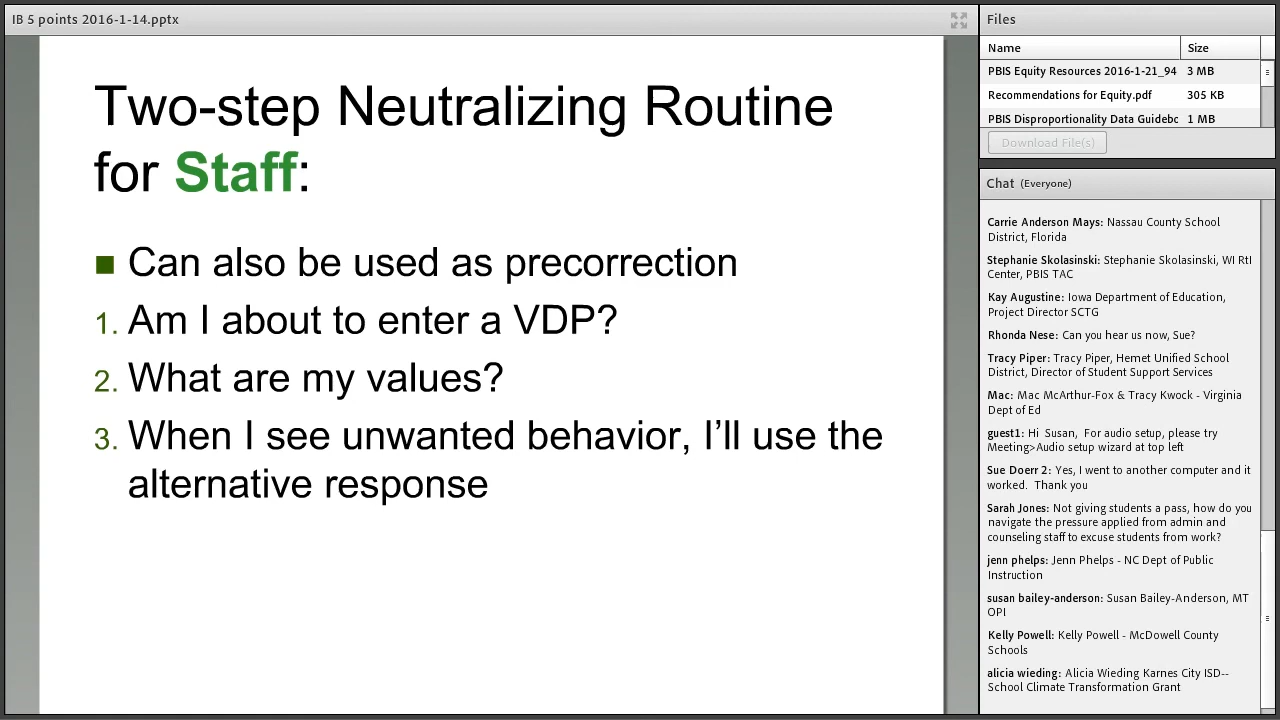 IB 5 points 2016-1-14.pptx
Two-step Neutralizing Routine
for Staff:
Can also be used as precorrection
1. Am I about to enter a VDP?
2. What are my values?
3. When I see unwanted behavior, I’ll use the
alternative response
Files
Name Size
PBIS Equity Resources 2016-1-21_94 3 MB
Recommendations for Equity.pdf 305 KB
PBIS Disproportionality Data Guidebc 1 MB
Download File(s)
Chat (Everyone)
Carrie Anderson Mays: Nassau County School
District, Florida
Stephanie Skolasinski: Stephanie Skolasinski, WI RtI
Center, PBIS TAC
Kay Augustine: Iowa Department of Education,
Project Director SCTG
Rhonda Nese: Can you hear us now, Sue?
Tracy Piper: Tracy Piper, Hemet Unified School
District, Director of Student Support Services
Mac: Mac McArthur-Fox & Tracy Kwock - Virginia
Dept of Ed
guest1: Hi Susan, For audio setup, please try
Meeting>Audio setup wizard at top left
Sue Doerr 2: Yes, I went to another computer and it
worked. Thank you
Sarah Jones: Not giving students a pass, how do you
navigate the pressure applied from admin and
counseling staff to excuse students from work?
jenn phelps: Jenn Phelps - NC Dept of Public
Instruction
susan bailey-anderson: Susan Bailey-Anderson, MT
OPI
Kelly Powell: Kelly Powell - McDowell County
Schools
alicia wieding: Alicia Wieding Karnes City ISD--
School Climate Transformation Grant